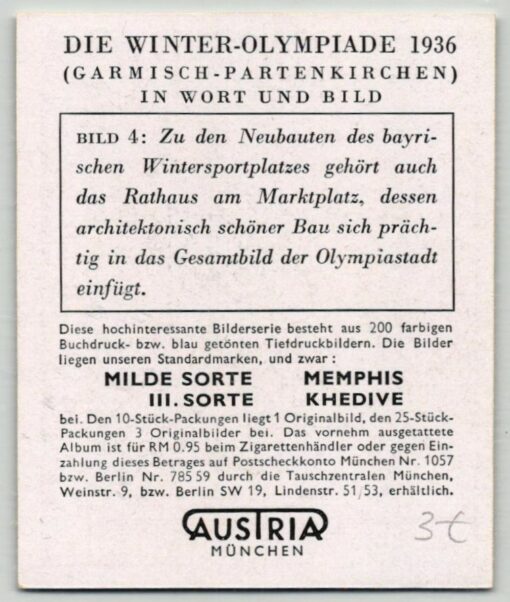 DIE WINTER-OLYMPIADE 1936
(GARMISCH-PARTENKIRCHEN)
IN WORT UND BILD
BILD 4: Zu den Neubauten des bayri-
schen Wintersportplatzes gehört auch
das Rathaus am Marktplatz, dessen
architektonisch schöner Bau sich präch-
tig in das Gesamtbild der Olympiastadt
einfügt.
Diese hochinteressante Bilderserie besteht aus 200 farbigen
Buchdruck- bzw. blau getönten Tiefdruckbildern. Die Bilder
liegen unseren Standardmarken, und zwar:
MILDE SORTE MEMPHIS
III. SORTE KHEDIVE
bei. Den 10-Stück-Packungen liegt 1 Originalbild, den 25-Stück-
Packungen 3 Originalbilder bei. Das vornehm ausgetattete
Album ist für RM 0.95 beim Zigarettenhändler oder gegen Ein-
zahlung dieses Betrages auf Postscheckkonto München Nr. 1057
bzw. Berlin Nr. 785 59 durch die Tauschzentralen München,
Weinstr. 9, bzw. Berlin SW 19, Lindenstr. 51/53, erhältlich.
AUSTRIA
MÜNCHEN